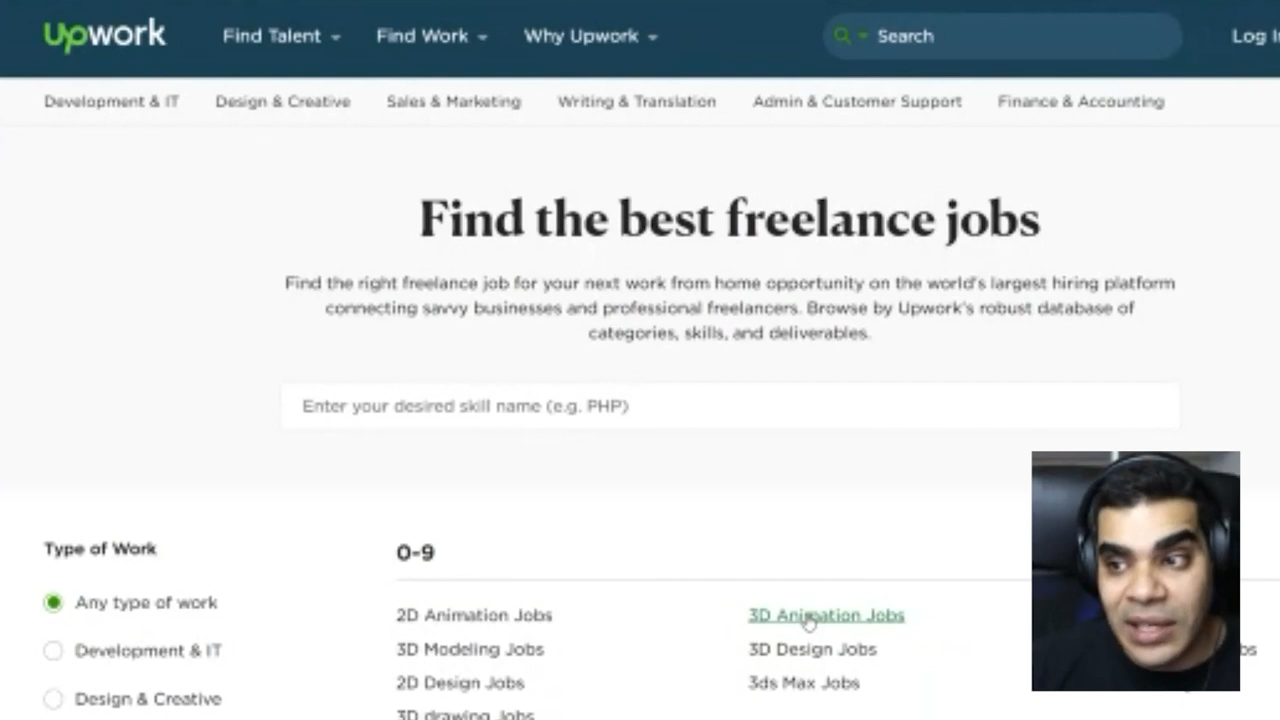 upwork
Find Talent
Find Work
Why Upwork
Search
Log
Development & IT
Design & Creative
Sales & Marketing
Writing & Translation
Admin & Customer Support
Finance & Accounting
Find the best freelance jobs
Find the right freelance job for your next work from home opportunity on the world's largest hiring platform
connecting savvy businesses and professional freelancers. Browse by Upwork's robust database of
categories, skills, and deliverables.
Enter your desired skill name (e.g. PHP)
Type of Work
Any type of work
Development & IT
Design & Creative
0-9
2D Animation Jobs
3D Animation Jobs
3D Modeling Jobs
3D Design Jobs
2D Design Jobs
3ds Max Jobs
3D drawing Jobs